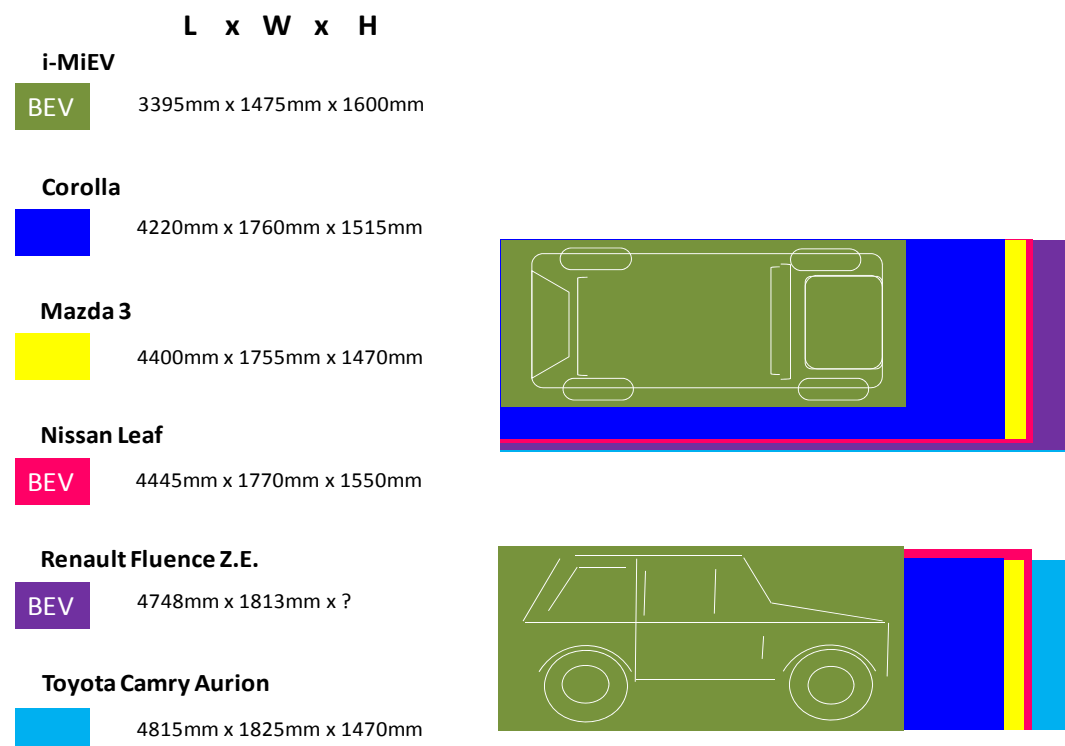 L x W x H
i-MiEV
BEV 3395mm x 1475mm x 1600mm
Corolla
4220mm x 1760mm x 1515mm
Mazda 3
4400mm x 1755mm x 1470mm
Nissan Leaf
BEV 4445mm x 1770mm x 1550mm
Renault Fluence Z.E.
BEV 4748mm x 1813mm x ?
Toyota Camry Aurion
4815mm x 1825mm x 1470mm